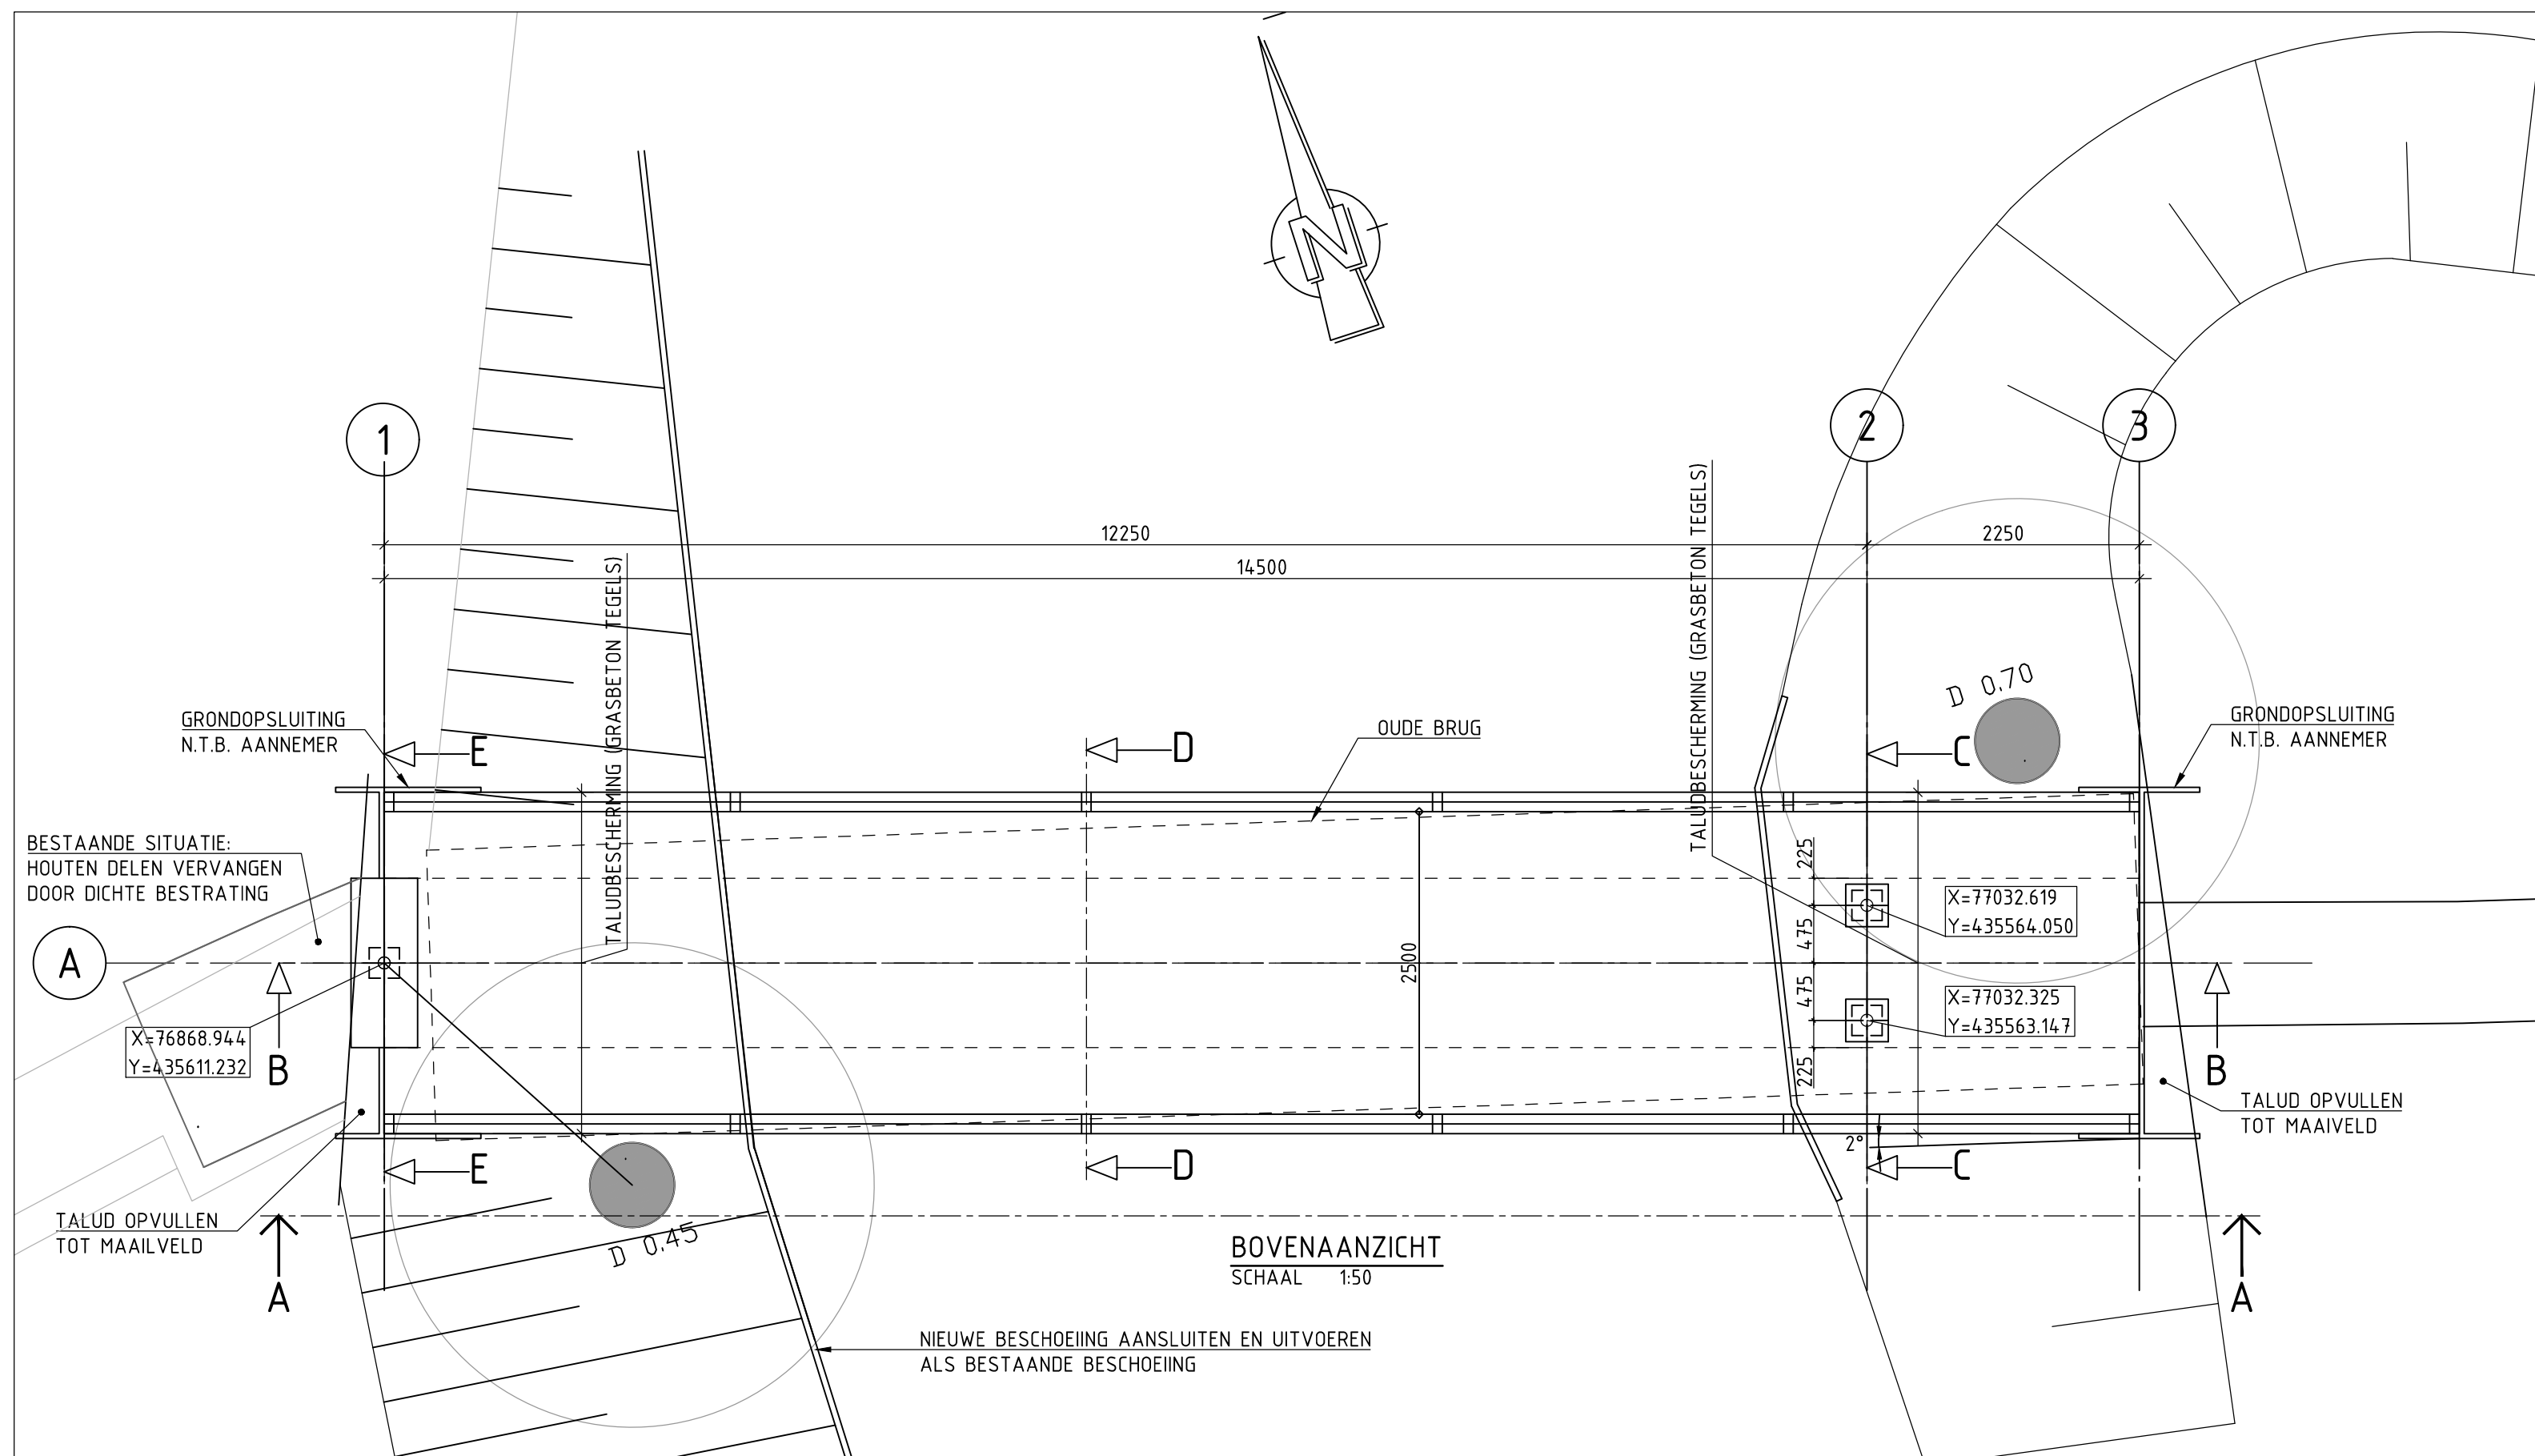 N
1
2
3
12250
2250
14500
TALUDBESCHERMING (GRASBETON TEGELS)
TALUDBESCHERMING (GRASBETON TEGELS)
D 0.70
GRONDOPSLUITING
N.T.B. AANNEMER
E
D
OUDE BRUG
C
GRONDOPSLUITING
N.T.B. AANNEMER
BESTAANDE SITUATIE:
HOUTEN DELEN VERVANGEN
DOOR DICHTE BESTRATING
225
475
475
225
2500
X=77032.619
Y=435564.050
A
X=77032.325
Y=435563.147
X=76868.944
Y=435611.232
B
B
TALUD OPVULLEN
TOT MAAIVELD
2°
E
D
C
TALUD OPVULLEN
TOT MAAILVELD
D 0.45
A
A
BOVENAANZICHT
SCHAAL 1:50
NIEUWE BESCHOEIING AANSLUITEN EN UITVOEREN
ALS BESTAANDE BESCHOEIING